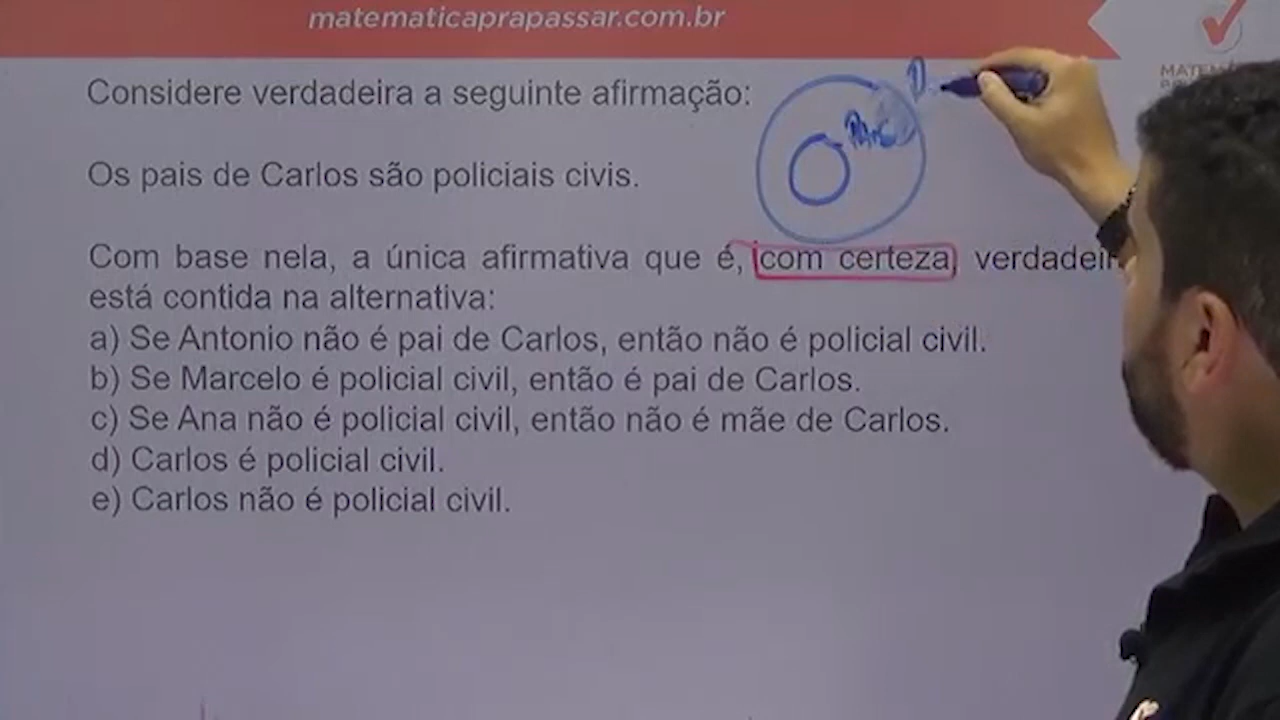 matematicaprapassar.com.br
MATEMÁ
Considere verdadeira a seguinte afirmação:
Os pais de Carlos são policiais civis.
Com base nela, a única afirmativa que é, com certeza, verdadeir
está contida na alternativa:
a) Se Antonio não é pai de Carlos, então não é policial civil.
b) Se Marcelo é policial civil, então é pai de Carlos.
c) Se Ana não é policial civil, então não é mãe de Carlos.
d) Carlos é policial civil.
e) Carlos não é policial civil.